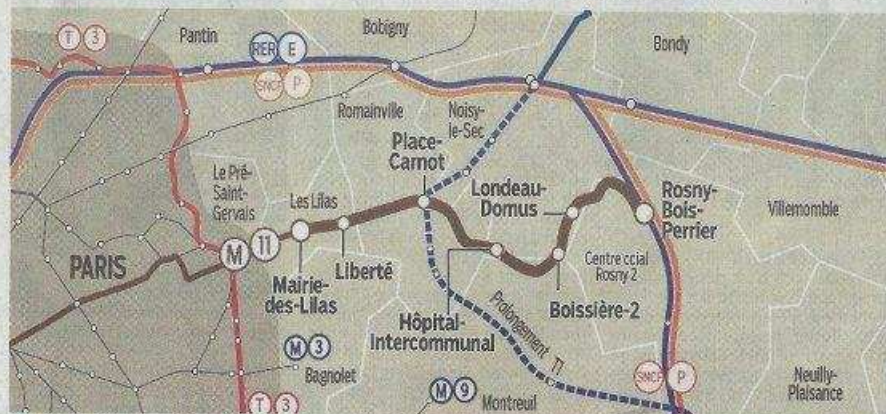 T 3
Pantin
Bobigny
RER E
SNCF P
Bondy
Romainville
Noisy-
le-Sec
Place-
Carnot
Le Pré-
Saint-
Gervais
Les Lilas
Londeau-
Domus
Rosny-
Bois-
Perrier
Villemomble
M 11
PARIS
Mairie-
des-Lilas
Liberté
Centre ccial
Rosny 2
Boissière-2
Hôpital-
Intercommunal
Prolongement T1
M 3
Bagnolet
T 3
M 9
Montreuil
SNCF P
Neuilly-
Plaisance